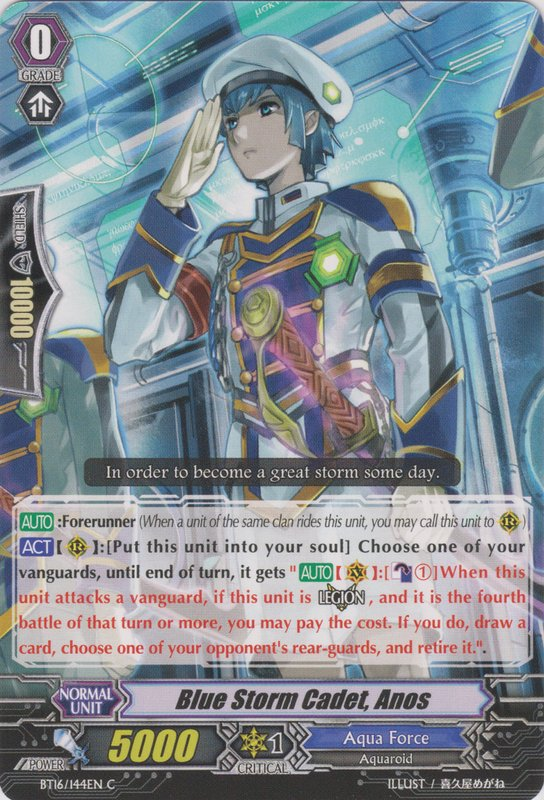 0
GRADE
SHIELD
10000
In order to become a great storm some day.
AUTO :Forerunner (When a unit of the same clan rides this unit, you may call this unit to R)
ACT【 R 】:[Put this unit into your soul] Choose one of your
vanguards, until end of turn, it gets "AUTO【 V 】:[ ①]When this
unit attacks a vanguard, if this unit is LEGION , and it is the fourth
battle of that turn or more, you may pay the cost. If you do, draw a
card, choose one of your opponent's rear-guards, and retire it.".
NORMAL
UNIT
Blue Storm Cadet, Anos
POWER
5000
1
CRITICAL
Aqua Force
Aquaroid
BT16/144EN C
ILLUST / 喜久屋めがね